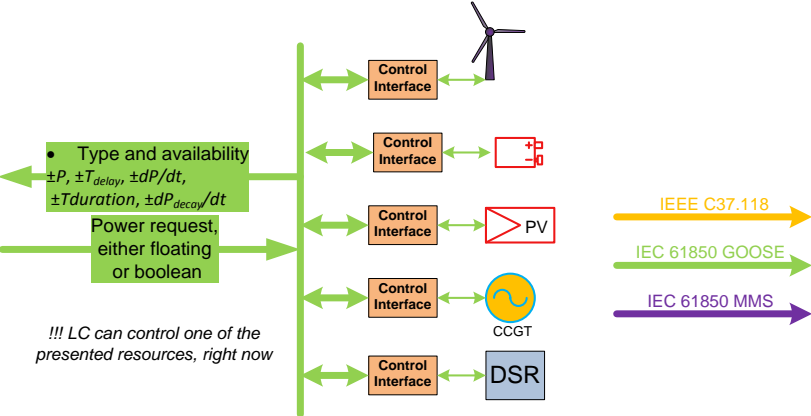 • Type and availability
±P, ±Tdelay, ±dP/dt,
±Tduration, ±dPdecay/dt
Power request,
either floating
or boolean
!!! LC can control one of the
presented resources, right now
Control
Interface
Control
Interface
+
−
Control
Interface
PV
Control
Interface
CCGT
Control
Interface
DSR
IEEE C37.118
IEC 61850 GOOSE
IEC 61850 MMS